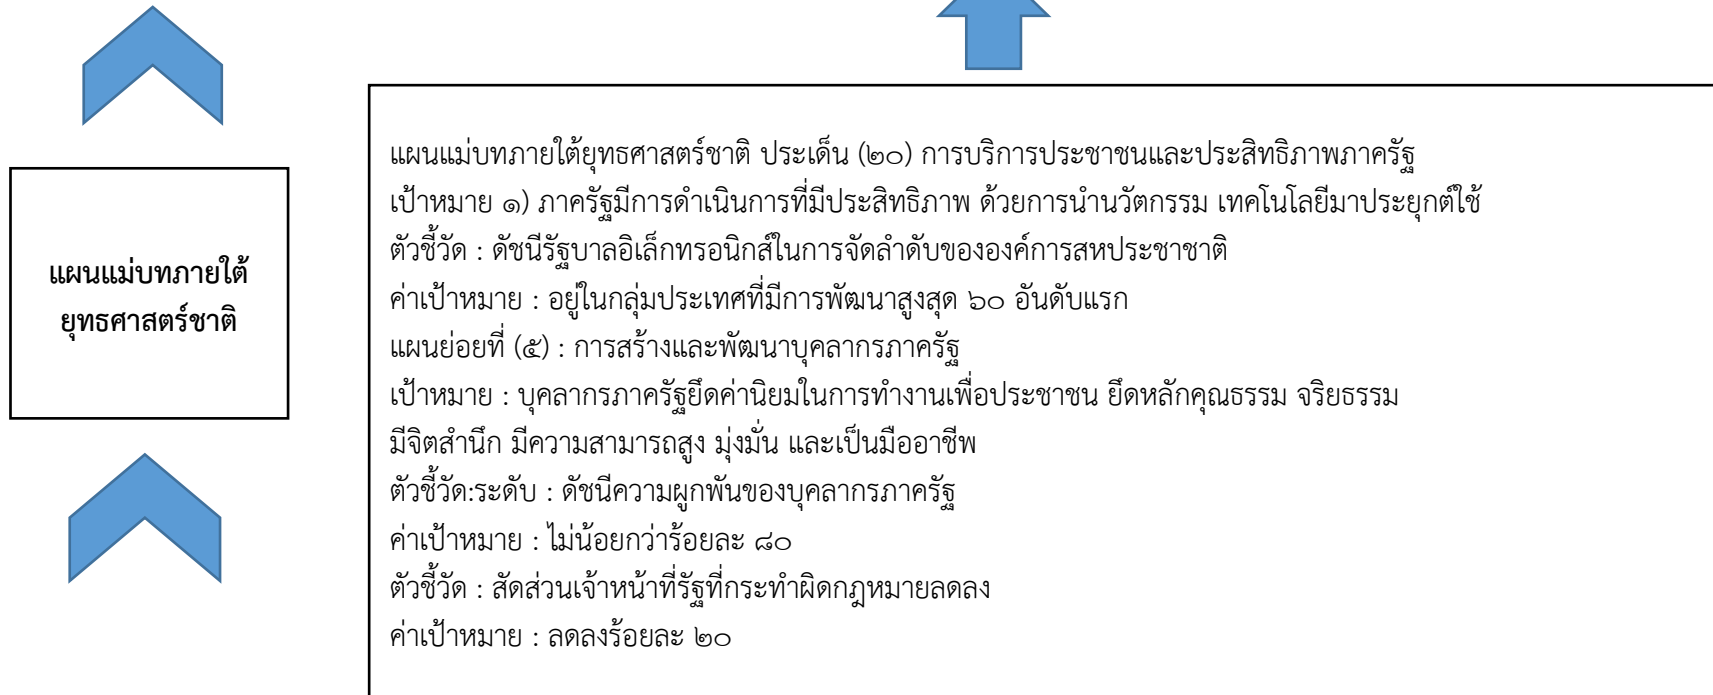 แผนแม่บทภายใต้
ยุทธศาสตร์ชาติ
แผนแม่บทภายใต้ยุทธศาสตร์ชาติ ประเด็น (๒๐) การบริการประชาชนและประสิทธิภาพภาครัฐ
เป้าหมาย ๑) ภาครัฐมีการดำเนินการที่มีประสิทธิภาพ ด้วยการนำนวัตกรรม เทคโนโลยีมาประยุกต์ใช้
ตัวชี้วัด : ดัชนีรัฐบาลอิเล็กทรอนิกส์ในการจัดลำดับขององค์การสหประชาชาติ
ค่าเป้าหมาย : อยู่ในกลุ่มประเทศที่มีการพัฒนาสูงสุด ๖๐ อันดับแรก
แผนย่อยที่ (๕) : การสร้างและพัฒนาบุคลากรภาครัฐ
เป้าหมาย : บุคลากรภาครัฐยึดค่านิยมในการทำงานเพื่อประชาชน ยึดหลักคุณธรรม จริยธรรม
มีจิตสำนึก มีความสามารถสูง มุ่งมั่น และเป็นมืออาชีพ
ตัวชี้วัด:ระดับ : ดัชนีความผูกพันของบุคลากรภาครัฐ
ค่าเป้าหมาย : ไม่น้อยกว่าร้อยละ ๘๐
ตัวชี้วัด : สัดส่วนเจ้าหน้าที่รัฐที่กระทำผิดกฎหมายลดลง
ค่าเป้าหมาย : ลดลงร้อยละ ๒๐